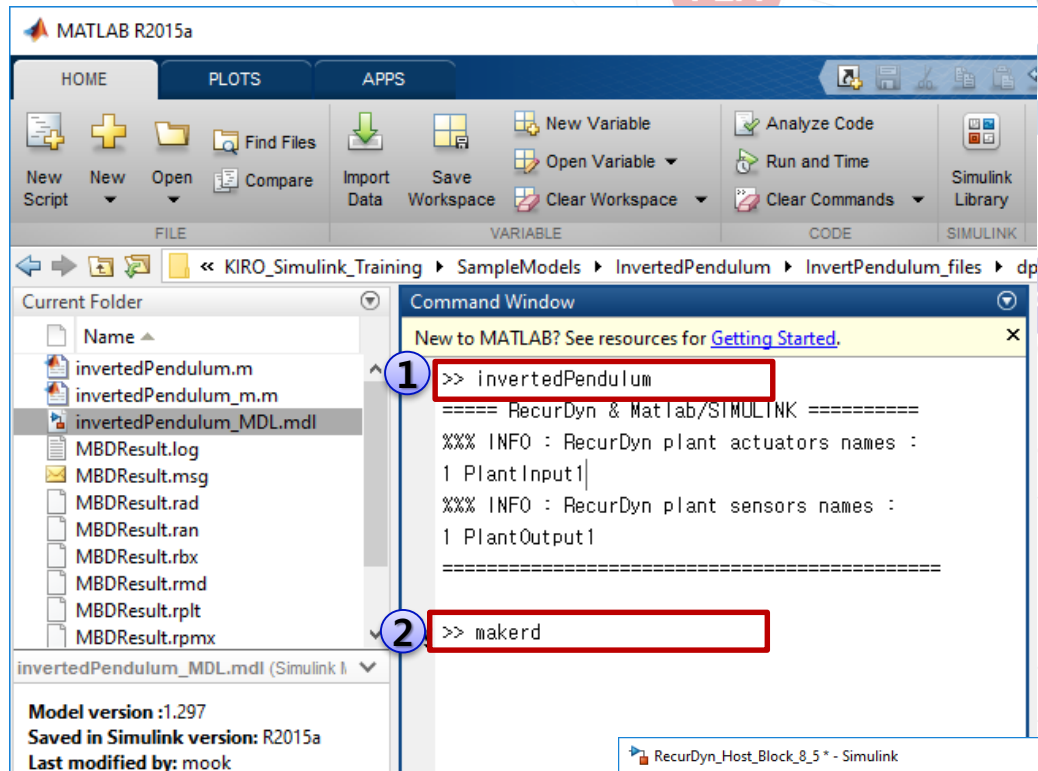 MATLAB R2015a
HOME PLOTS APPS
New Script
New
Open
Find Files
Compare
Import Data
Save Workspace
New Variable
Open Variable
Clear Workspace
Analyze Code
Run and Time
Clear Commands
Simulink Library
FILE VARIABLE CODE SIMULINK
« KIRO_Simulink_Training ▸ SampleModels ▸ InvertedPendulum ▸ InvertPendulum_files ▸ dp
Current Folder
Name
invertedPendulum.m
invertedPendulum_m.m
invertedPendulum_MDL.mdl
MBDResult.log
MBDResult.msg
MBDResult.rad
MBDResult.ran
MBDResult.rbx
MBDResult.rmd
MBDResult.rplt
MBDResult.rpmx
invertedPendulum_MDL.mdl (Simulink
Model version :1.297
Saved in Simulink version: R2015a
Last modified by: mook
Command Window
New to MATLAB? See resources for Getting Started.
1
>> invertedPendulum
===== RecurDyn & Matlab/SIMULINK ==========
%%% INFO : RecurDyn plant actuators names :
1 PlantInput1
%%% INFO : RecurDyn plant sensors names :
1 PlantOutput1
=============================================
2
>> makerd
RecurDyn_Host_Block_8_5 * - Simulink